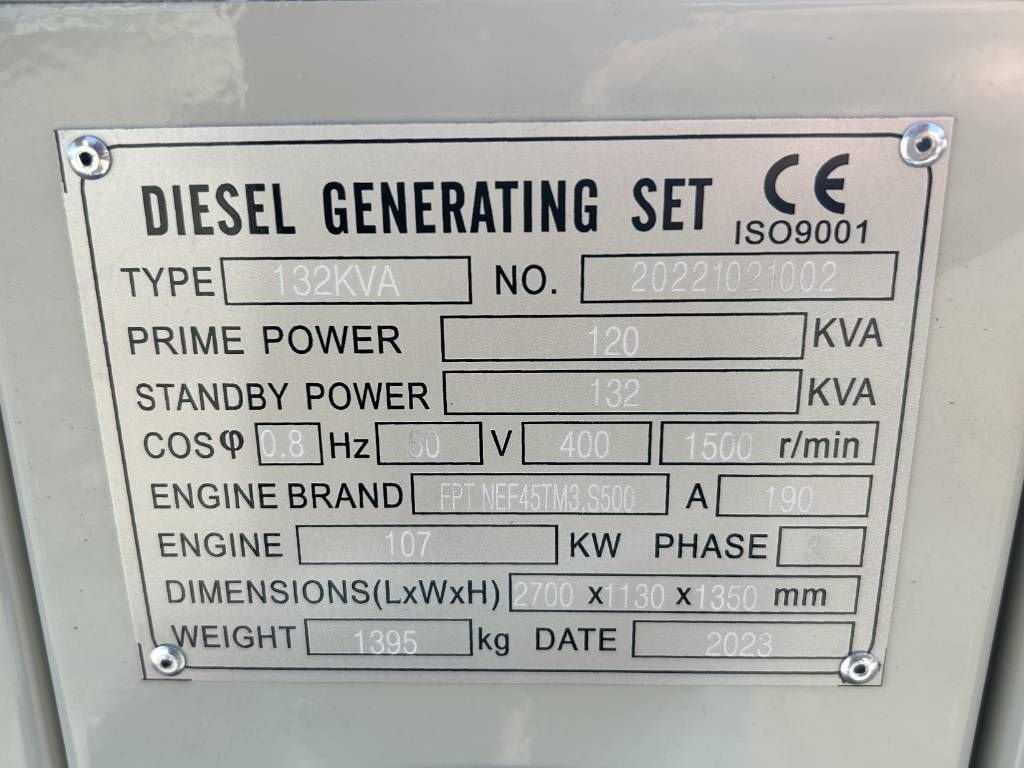 DIESEL GENERATING SET CE
ISO9001
TYPE 132KVA NO. 20221021002
PRIME POWER 120 KVA
STANDBY POWER 132 KVA
COSφ 0.8 Hz 50 V 400 1500 r/min
ENGINE BRAND FPT NEF45TM3.S500 A 190
ENGINE 107 KW PHASE 3
DIMENSIONS(LxWxH) 2700 x1130 x1350 mm
WEIGHT 1395 kg DATE 2023